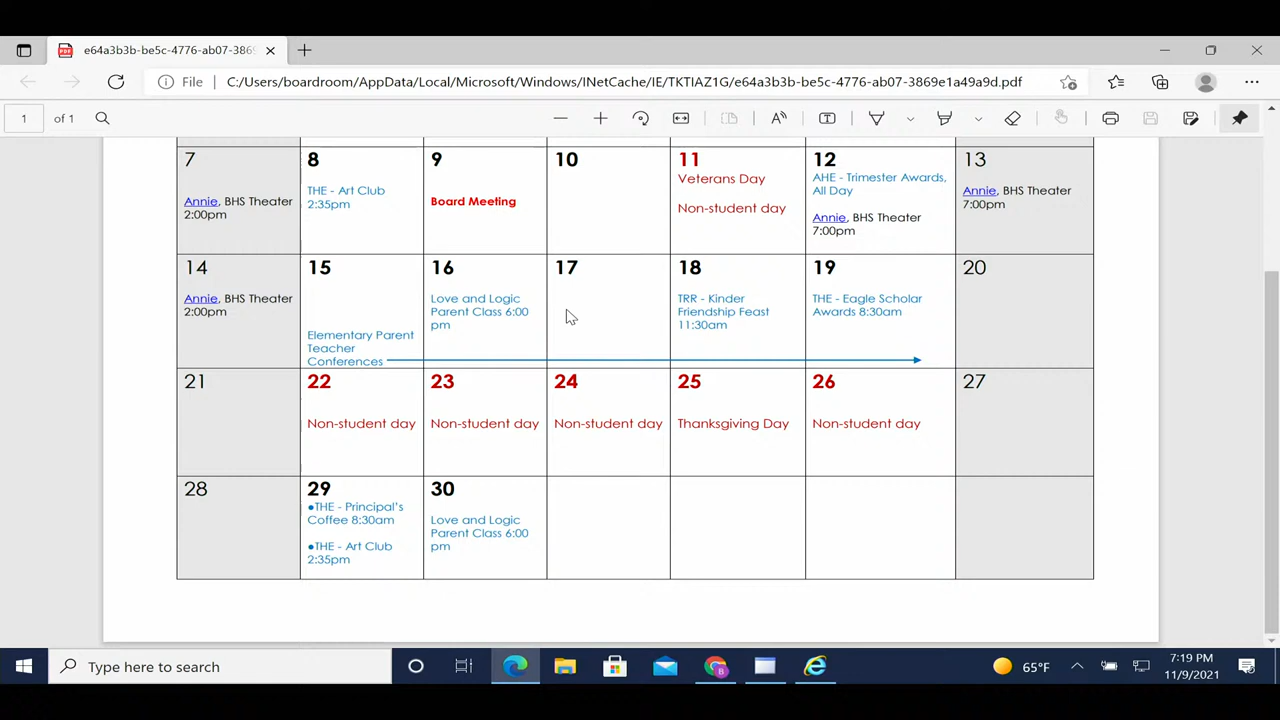 e64a3b3b-be5c-4776-ab07-3869
File
C:/Users/boardroom/AppData/Local/Microsoft/Windows/INetCache/IE/TKTIAZ1G/e64a3b3b-be5c-4776-ab07-3869e1a49a9d.pdf
1 of 1
7
Annie, BHS Theater
2:00pm
8
THE - Art Club
2:35pm
9
Board Meeting
10
11
Veterans Day
Non-student day
12
AHE - Trimester Awards,
All Day
Annie, BHS Theater
7:00pm
13
Annie, BHS Theater
7:00pm
14
Annie, BHS Theater
2:00pm
15
Elementary Parent
Teacher
Conferences
16
Love and Logic
Parent Class 6:00
pm
17
18
TRR - Kinder
Friendship Feast
11:30am
19
THE - Eagle Scholar
Awards 8:30am
20
21
22
Non-student day
23
Non-student day
24
Non-student day
25
Thanksgiving Day
26
Non-student day
27
28
29
●THE - Principal's
Coffee 8:30am
●THE - Art Club
2:35pm
30
Love and Logic
Parent Class 6:00
pm
Type here to search
65°F
7:19 PM
11/9/2021